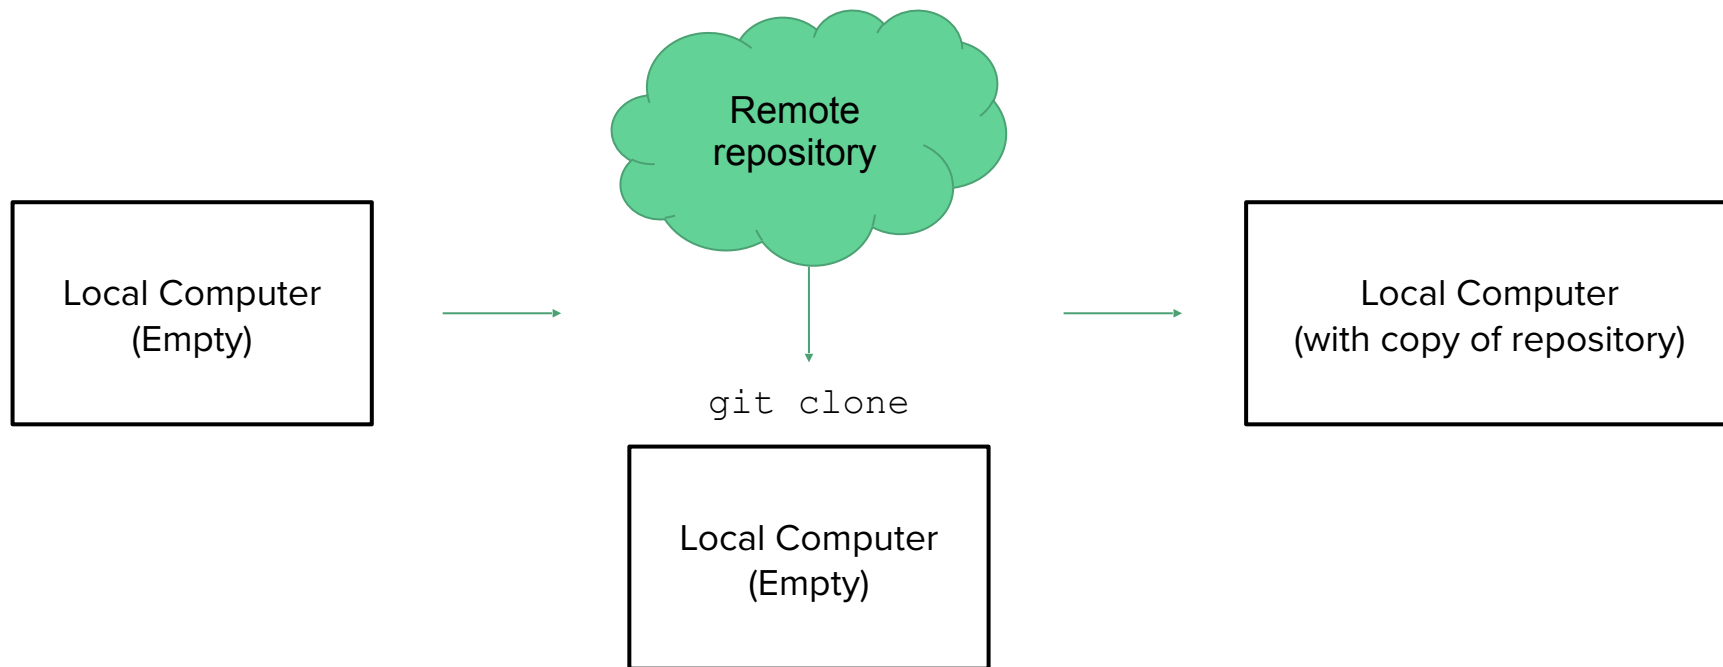 Local Computer
(Empty)
Remote
repository
git clone
Local Computer
(Empty)
Local Computer
(with copy of repository)